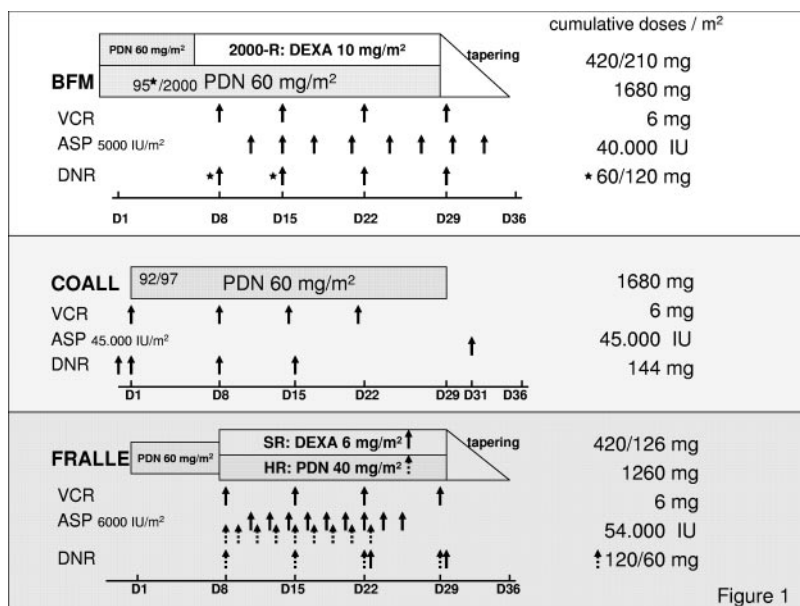 cumulative doses / m²
PDN 60 mg/m² 2000-R: DEXA 10 mg/m² tapering 420/210 mg
BFM 95★/2000 PDN 60 mg/m² 1680 mg
VCR 6 mg
ASP 5000 IU/m² 40.000 IU
DNR ★ ★ ★ 60/120 mg
D1 D8 D15 D22 D29 D36
COALL 92/97 PDN 60 mg/m² 1680 mg
VCR 6 mg
ASP 45.000 IU/m² 45.000 IU
DNR 144 mg
D1 D8 D15 D22 D29 D31 D36
SR: DEXA 6 mg/m² tapering 420/126 mg
FRALLE PDN 60 mg/m² HR: PDN 40 mg/m² 1260 mg
VCR 6 mg
ASP 6000 IU/m² 54.000 IU
DNR 120/60 mg
D1 D8 D15 D22 D29 D36
Figure 1